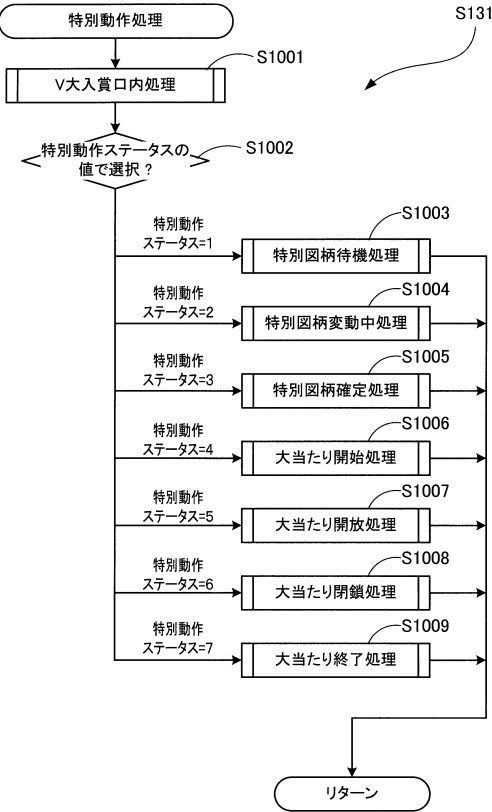 特別動作処理
S131
S1001
V大入賞口内処理
特別動作ステータスの
値で選択？
S1002
特別動作
ステータス=1
S1003
特別図柄待機処理
特別動作
ステータス=2
S1004
特別図柄変動中処理
特別動作
ステータス=3
S1005
特別図柄確定処理
特別動作
ステータス=4
S1006
大当たり開始処理
特別動作
ステータス=5
S1007
大当たり開放処理
特別動作
ステータス=6
S1008
大当たり閉鎖処理
特別動作
ステータス=7
S1009
大当たり終了処理
リターン